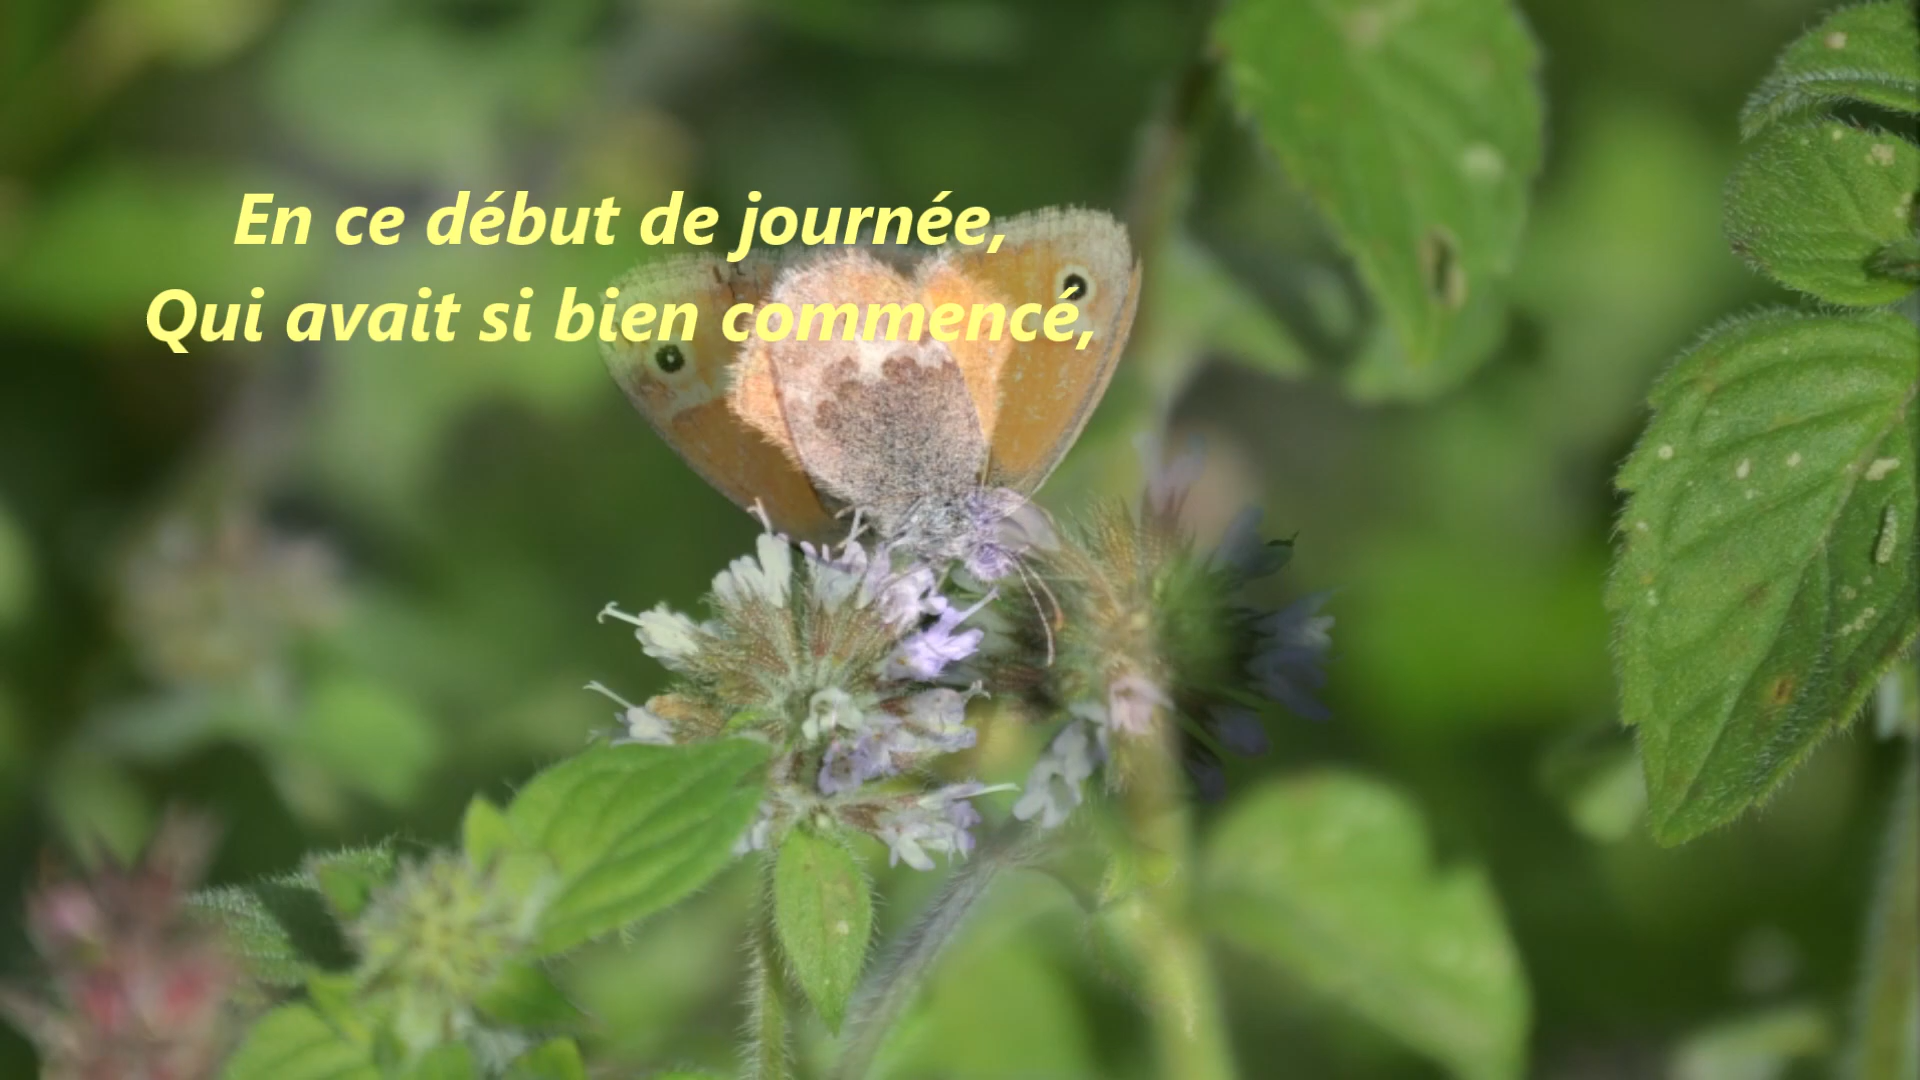 En ce début de journée,
Qui avait si bien commencé,